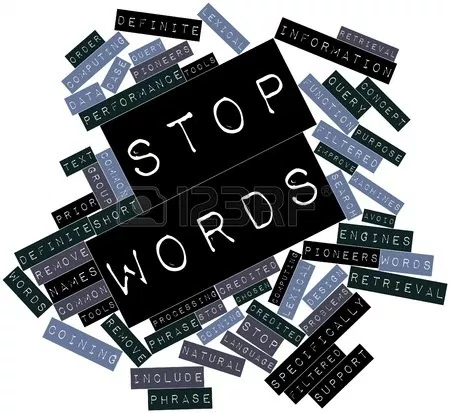 DEFINITE
LEXICAL
ORDER
COMPUTING
QUERY
PIONEERS
INFORMATION
RETRIEVAL
DATA
CASE
TOOLS
PERFORMANCE
STOP
FUNCTION
QUERY
CONCEPT
FILTERED
PURPOSE
IMPROVE
TEXT
GROUP
COMMON
SEARCH
MACHINES
PRIOR
SHORT
123RF
AVOID
DEFINITE
WORDS
ENGINES
REMOVE
PIONEERS
WORDS
WORDS
NAMES
COMMON
TOOLS
PROCESSING
CREDITED
STOP
CHOSEN
COMPUTING
LEXICAL
DESIGN
RETRIEVAL
COINING
REMOVE
PHRASE
COINING
CREDITED
PROBLEMS
STOP
LANGUAGE
NATURAL
SPECIFICALLY
FILTERED
SUPPORT
INCLUDE
PHRASE